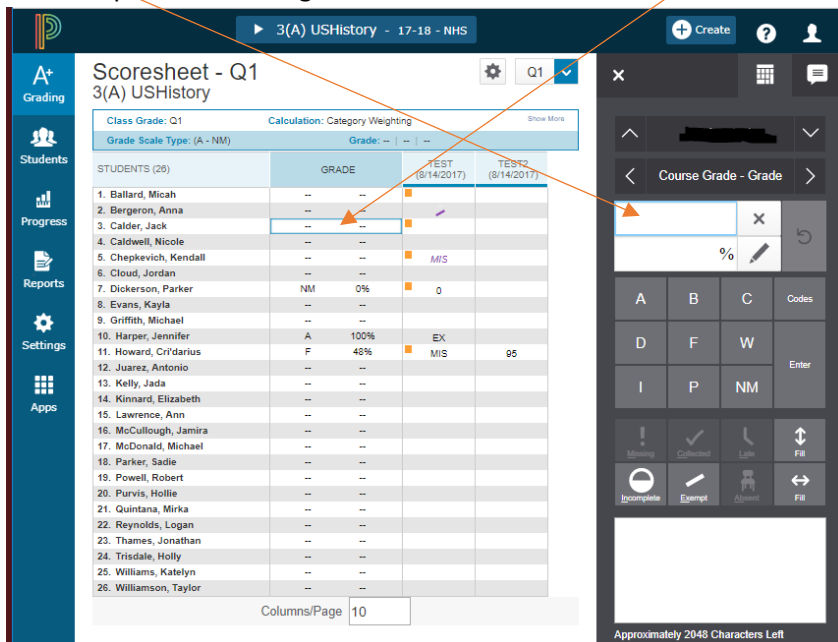 3(A) USHistory - 17-18 - NHS
+ Create
?
A+
Grading
Students
Progress
Reports
Settings
Apps
Scoresheet - Q1
3(A) USHistory
Q1
Class Grade: Q1 Calculation: Category Weighting Show More
Grade Scale Type: (A - NM) Grade: -- | -- | --
STUDENTS (26) GRADE TEST (8/14/2017) TEST2 (8/14/2017)
1. Ballard, Micah -- --
2. Bergeron, Anna -- --
3. Calder, Jack -- --
4. Caldwell, Nicole -- --
5. Chepkevich, Kendall -- -- MIS
6. Cloud, Jordan -- --
7. Dickerson, Parker NM 0% 0
8. Evans, Kayla -- --
9. Griffith, Michael -- --
10. Harper, Jennifer A 100% EX
11. Howard, Cri'darius F 48% MIS 95
12. Juarez, Antonio -- --
13. Kelly, Jada -- --
14. Kinnard, Elizabeth -- --
15. Lawrence, Ann -- --
16. McCullough, Jamira -- --
17. McDonald, Michael -- --
18. Parker, Sadie -- --
19. Powell, Robert -- --
20. Purvis, Hollie -- --
21. Quintana, Mirka -- --
22. Reynolds, Logan -- --
23. Thames, Jonathan -- --
24. Trisdale, Holly -- --
25. Williams, Katelyn -- --
26. Williamson, Taylor -- --
Columns/Page 10
Course Grade - Grade
%
A B C Codes
D F W
Enter
I P NM
Missing Collected Late Fill
Incomplete Exempt Absent Fill
Approximately 2048 Characters Left